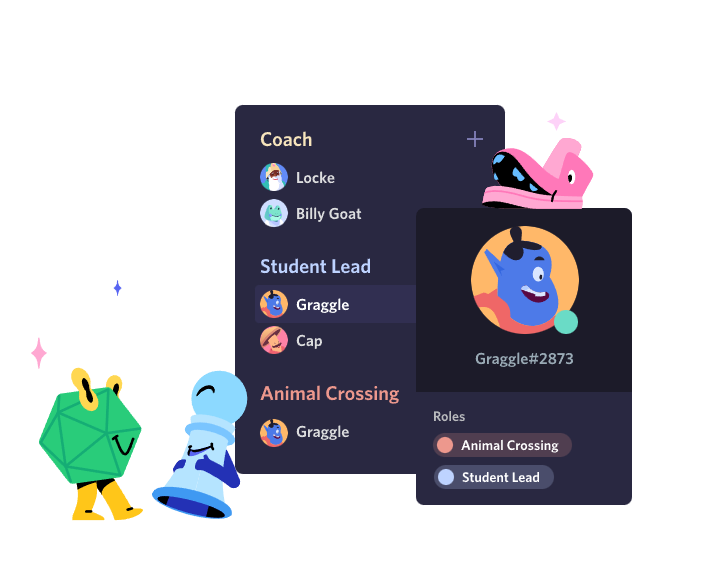 Coach
Locke
Billy Goat
Student Lead
Graggle
Cap
Animal Crossing
Graggle
Graggle#2873
Roles
Animal Crossing
Student Lead